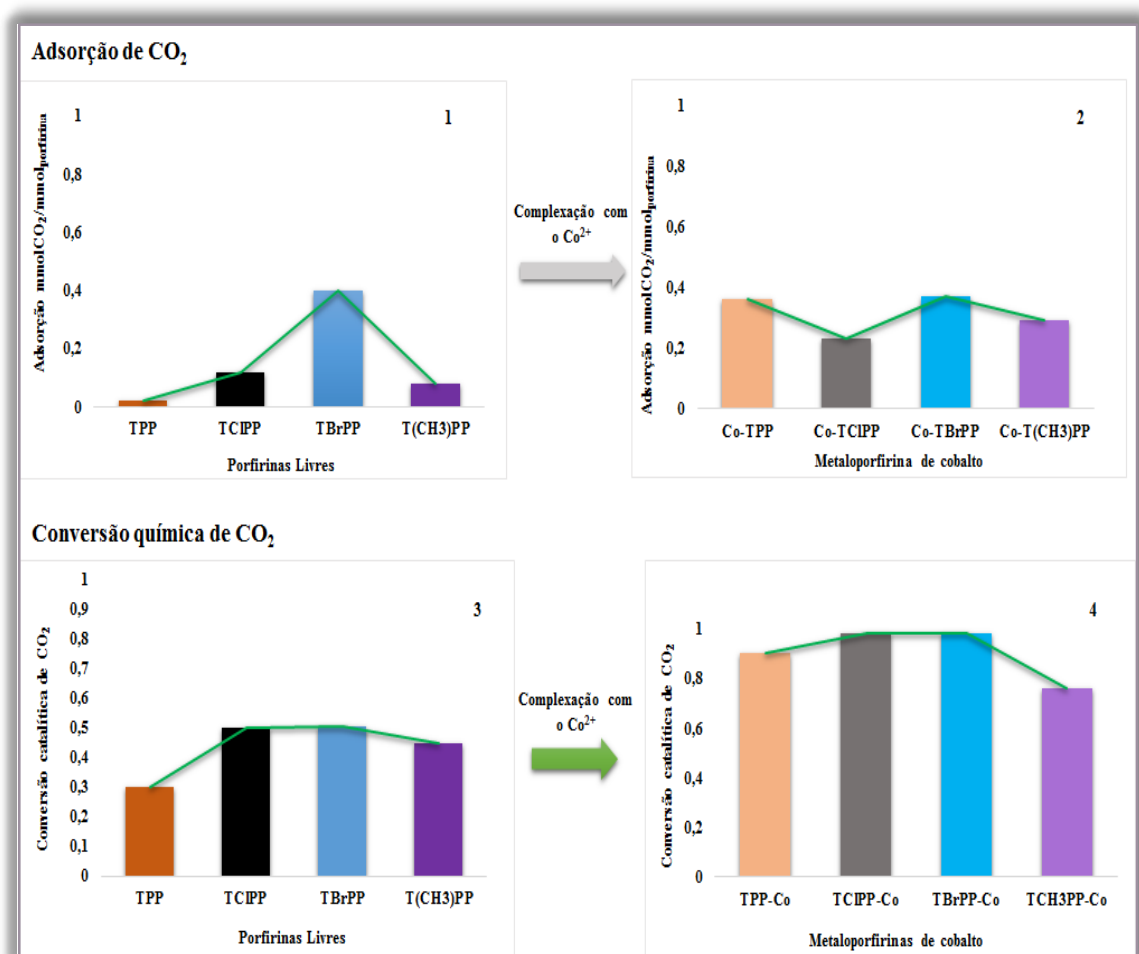 Adsorção de CO₂
1
Adsorção mmolCO₂/mmolporfirina
1
0,8
0,6
0,4
0,2
0
TPP
TClPP
TBrPP
T(CH3)PP
Porfirinas Livres
Complexação com
o Co²⁺
2
Adsorção mmolCO₂/mmolporfirina
1
0,8
0,6
0,4
0,2
0
Co-TPP
Co-TClPP
Co-TBrPP
Co-T(CH3)PP
Metaloporfirina de cobalto
Conversão química de CO₂
3
Conversão catalítica de CO₂
1
0,9
0,8
0,7
0,6
0,5
0,4
0,3
0,2
0,1
0
TPP
TClPP
TBrPP
T(CH3)PP
Porfirinas Livres
Complexação com
o Co²⁺
4
Conversão catalítica de CO₂
1
0,8
0,6
0,4
0,2
0
TPP-Co
TClPP-Co
TBrPP-Co
TCH3PP-Co
Metaloporfirinas de cobalto